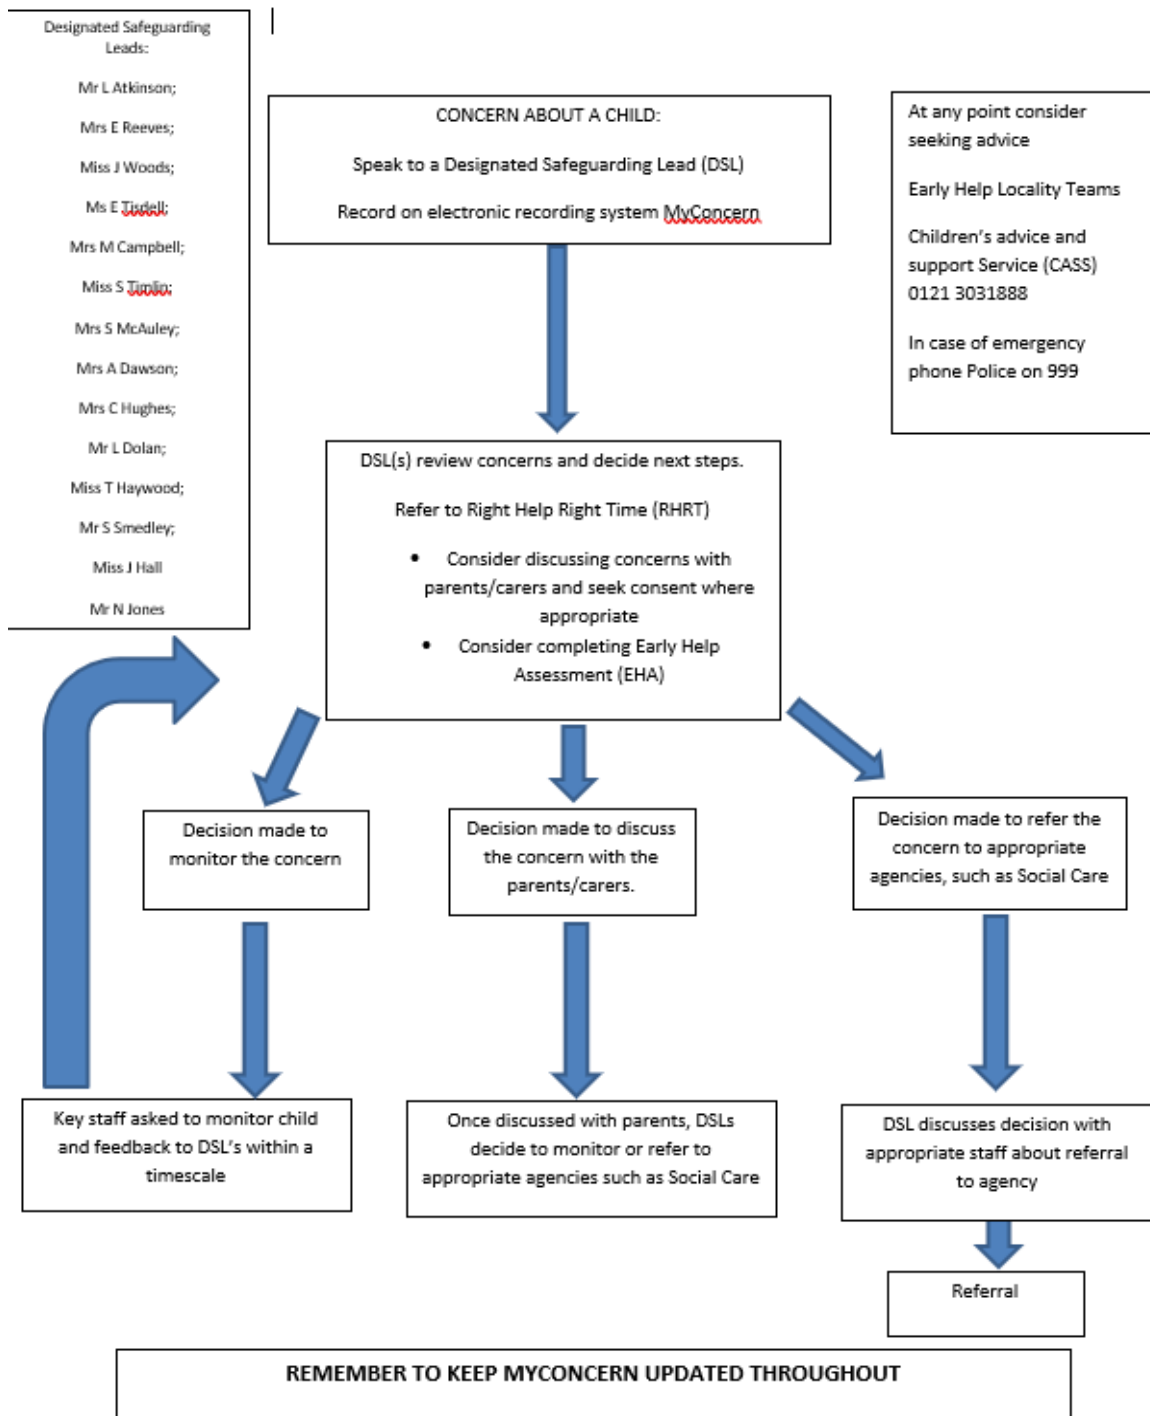 Designated Safeguarding
Leads:
Mr L Atkinson;
Mrs E Reeves;
Miss J Woods;
Ms E Tisdell;
Mrs M Campbell;
Miss S Timlin;
Mrs S McAuley;
Mrs A Dawson;
Mrs C Hughes;
Mr L Dolan;
Miss T Haywood;
Mr S Smedley;
Miss J Hall
Mr N Jones
CONCERN ABOUT A CHILD:
Speak to a Designated Safeguarding Lead (DSL)
Record on electronic recording system MyConcern
At any point consider
seeking advice
Early Help Locality Teams
Children's advice and
support Service (CASS)
0121 3031888
In case of emergency
phone Police on 999
DSL(s) review concerns and decide next steps.
Refer to Right Help Right Time (RHRT)
• Consider discussing concerns with
parents/carers and seek consent where
appropriate
• Consider completing Early Help
Assessment (EHA)
Decision made to
monitor the concern
Decision made to discuss
the concern with the
parents/carers.
Decision made to refer the
concern to appropriate
agencies, such as Social Care
Key staff asked to monitor child
and feedback to DSL's within a
timescale
Once discussed with parents, DSLs
decide to monitor or refer to
appropriate agencies such as Social Care
DSL discusses decision with
appropriate staff about referral
to agency
Referral
REMEMBER TO KEEP MYCONCERN UPDATED THROUGHOUT